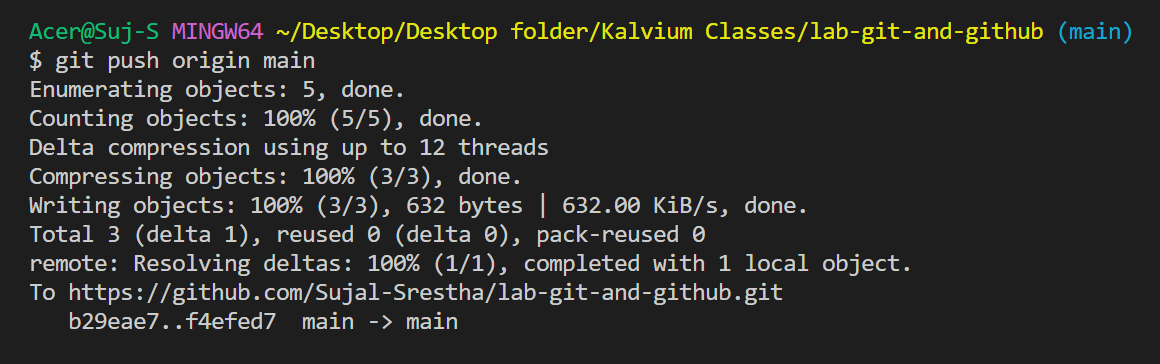 Acer@Suj-S MINGW64 ~/Desktop/Desktop folder/Kalvium Classes/lab-git-and-github (main)
$ git push origin main
Enumerating objects: 5, done.
Counting objects: 100% (5/5), done.
Delta compression using up to 12 threads
Compressing objects: 100% (3/3), done.
Writing objects: 100% (3/3), 632 bytes | 632.00 KiB/s, done.
Total 3 (delta 1), reused 0 (delta 0), pack-reused 0
remote: Resolving deltas: 100% (1/1), completed with 1 local object.
To https://github.com/Sujal-Srestha/lab-git-and-github.git
   b29eae7..f4efed7  main -> main